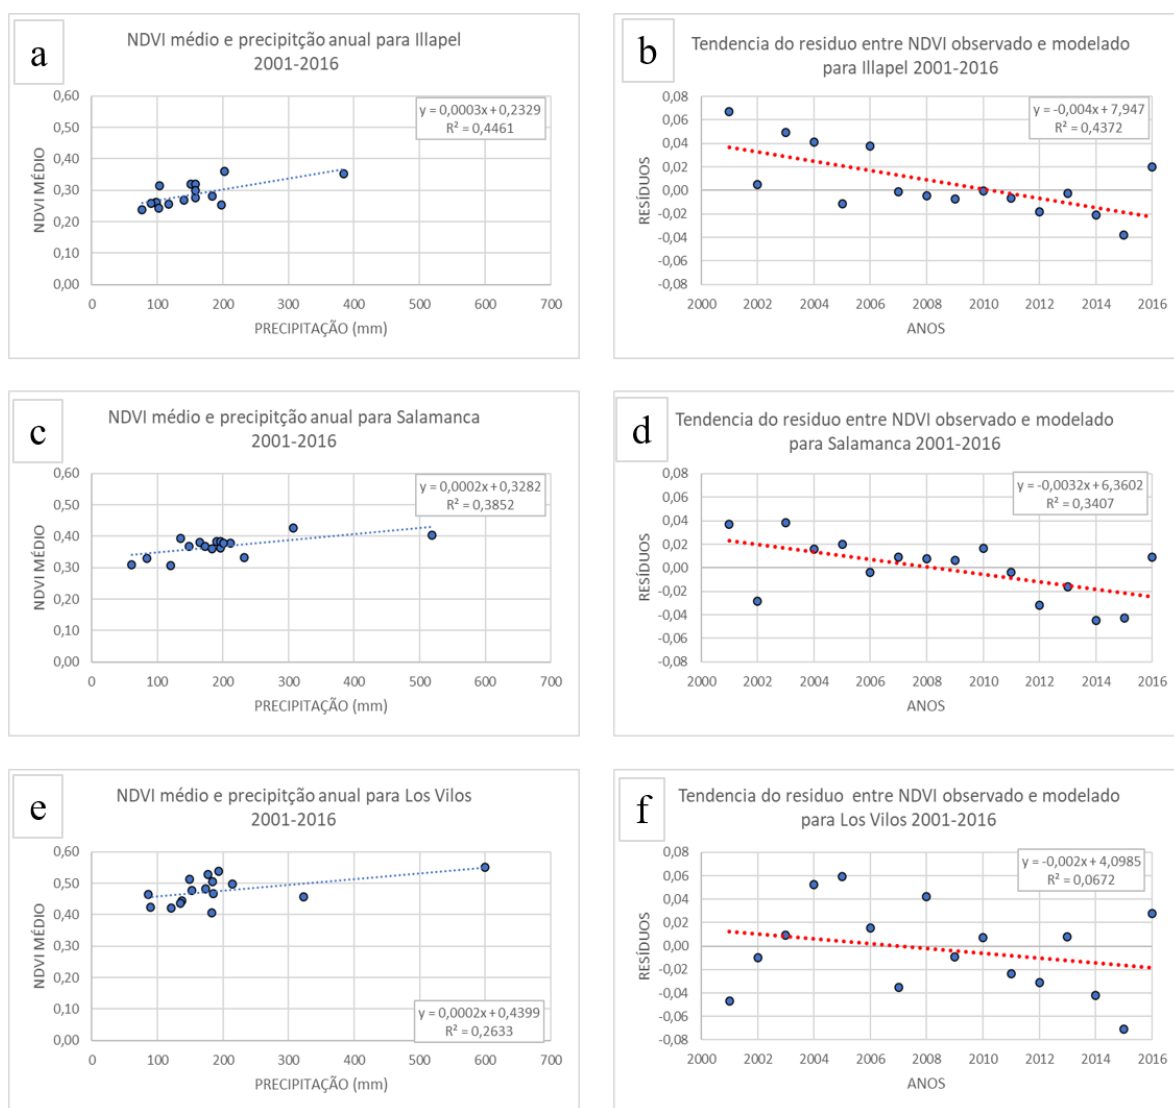 a
NDVI médio e precipitção anual para Illapel
2001-2016
y = 0,0003x + 0,2329
R² = 0,4461
NDVI MÉDIO
0,60
0,50
0,40
0,30
0,20
0,10
0,00
0 100 200 300 400 500 600 700
PRECIPITAÇÃO (mm)
b
Tendencia do residuo entre NDVI observado e modelado
para Illapel 2001-2016
y = -0,004x + 7,947
R² = 0,4372
RESÍDUOS
0,08
0,06
0,04
0,02
0,00
-0,02
-0,04
-0,06
-0,08
2000 2002 2004 2006 2008 2010 2012 2014 2016
ANOS
c
NDVI médio e precipitção anual para Salamanca
2001-2016
y = 0,0002x + 0,3282
R² = 0,3852
NDVI MÉDIO
0,60
0,50
0,40
0,30
0,20
0,10
0,00
0 100 200 300 400 500 600 700
PRECIPITAÇÃO (mm)
d
Tendencia do residuo entre NDVI observado e modelado
para Salamanca 2001-2016
y = -0,0032x + 6,3602
R² = 0,3407
RESÍDUOS
0,08
0,06
0,04
0,02
0,00
-0,02
-0,04
-0,06
-0,08
2000 2002 2004 2006 2008 2010 2012 2014 2016
ANOS
e
NDVI médio e precipitção anual para Los Vilos
2001-2016
NDVI MÉDIO
0,60
0,50
0,40
0,30
0,20
0,10
0,00
y = 0,0002x + 0,4399
R² = 0,2633
0 100 200 300 400 500 600 700
PRECIPITAÇÃO (mm)
f
Tendencia do residuo entre NDVI observado e modelado
para Los Vilos 2001-2016
y = -0,002x + 4,0985
R² = 0,0672
RESÍDUOS
0,08
0,06
0,04
0,02
0,00
-0,02
-0,04
-0,06
-0,08
2000 2002 2004 2006 2008 2010 2012 2014 2016
ANOS